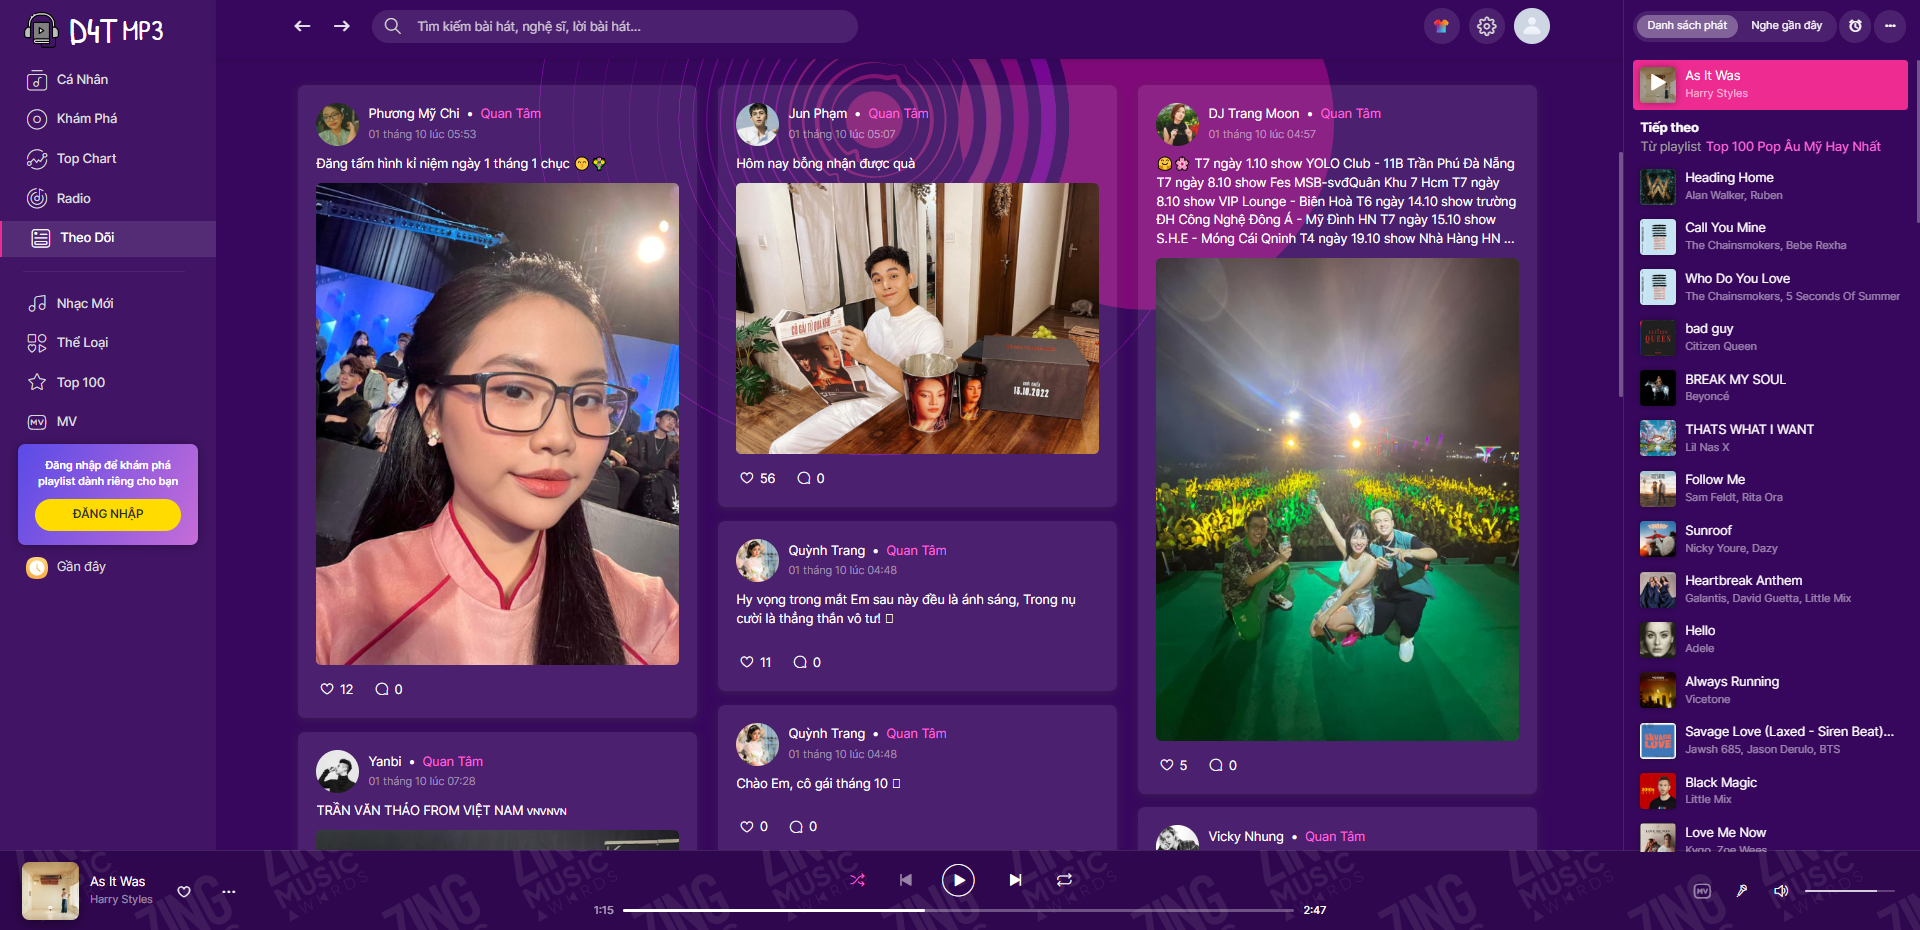 D4T MP3
Cá Nhân
Khám Phá
Top Chart
Radio
Theo Dõi
Nhạc Mới
Thể Loại
Top 100
MV
Đăng nhập để khám phá
playlist dành riêng cho bạn
ĐĂNG NHẬP
Gần đây
Tìm kiếm bài hát, nghệ sĩ, lời bài hát...
Phương Mỹ Chi • Quan Tâm
01 tháng 10 lúc 05:53
Đăng tấm hình kỉ niệm ngày 1 tháng 1 chục 😁 💐
12 0
Yanbi • Quan Tâm
01 tháng 10 lúc 07:28
TRẦN VĂN THẢO FROM VIỆT NAM VNVNVN
Jun Phạm • Quan Tâm
01 tháng 10 lúc 05:07
Hôm nay bỗng nhận được quà
CÔ GÁI TỪ QUÁ KHỨ
13.10.2022
56 0
Quỳnh Trang • Quan Tâm
01 tháng 10 lúc 04:48
Hy vọng trong mắt Em sau này đều là ánh sáng, Trong nụ
cười là thẳng thắn vô tư!
11 0
Quỳnh Trang • Quan Tâm
01 tháng 10 lúc 04:48
Chào Em, cô gái tháng 10
0 0
DJ Trang Moon • Quan Tâm
01 tháng 10 lúc 04:57
🤗 🌸 T7 ngày 1.10 show YOLO Club - 11B Trần Phú Đà Nẵng
T7 ngày 8.10 show Fes MSB-svđQuân Khu 7 Hcm T7 ngày
8.10 show VIP Lounge - Biên Hoà T6 ngày 14.10 show trường
ĐH Công Nghệ Đông Á - Mỹ Đình HN T7 ngày 15.10 show
S.H.E - Móng Cái Qninh T4 ngày 19.10 show Nhà Hàng HN ...
5 0
Vicky Nhung • Quan Tâm
Danh sách phát
Nghe gần đây
As It Was
Harry Styles
Tiếp theo
Từ playlist Top 100 Pop Âu Mỹ Hay Nhất
Heading Home
Alan Walker, Ruben
Call You Mine
The Chainsmokers, Bebe Rexha
Who Do You Love
The Chainsmokers, 5 Seconds Of Summer
bad guy
Citizen Queen
BREAK MY SOUL
Beyoncé
THATS WHAT I WANT
Lil Nas X
Follow Me
Sam Feldt, Rita Ora
Sunroof
Nicky Youre, Dazy
Heartbreak Anthem
Galantis, David Guetta, Little Mix
Hello
Adele
Always Running
Vicetone
SAVAGE LOVE
Savage Love (Laxed - Siren Beat)...
Jawsh 685, Jason Derulo, BTS
Black Magic
Little Mix
Love Me Now
Kygo, Zoe Wees
As It Was
Harry Styles
1:15
2:47
MV
ZING MUSIC AWARDS